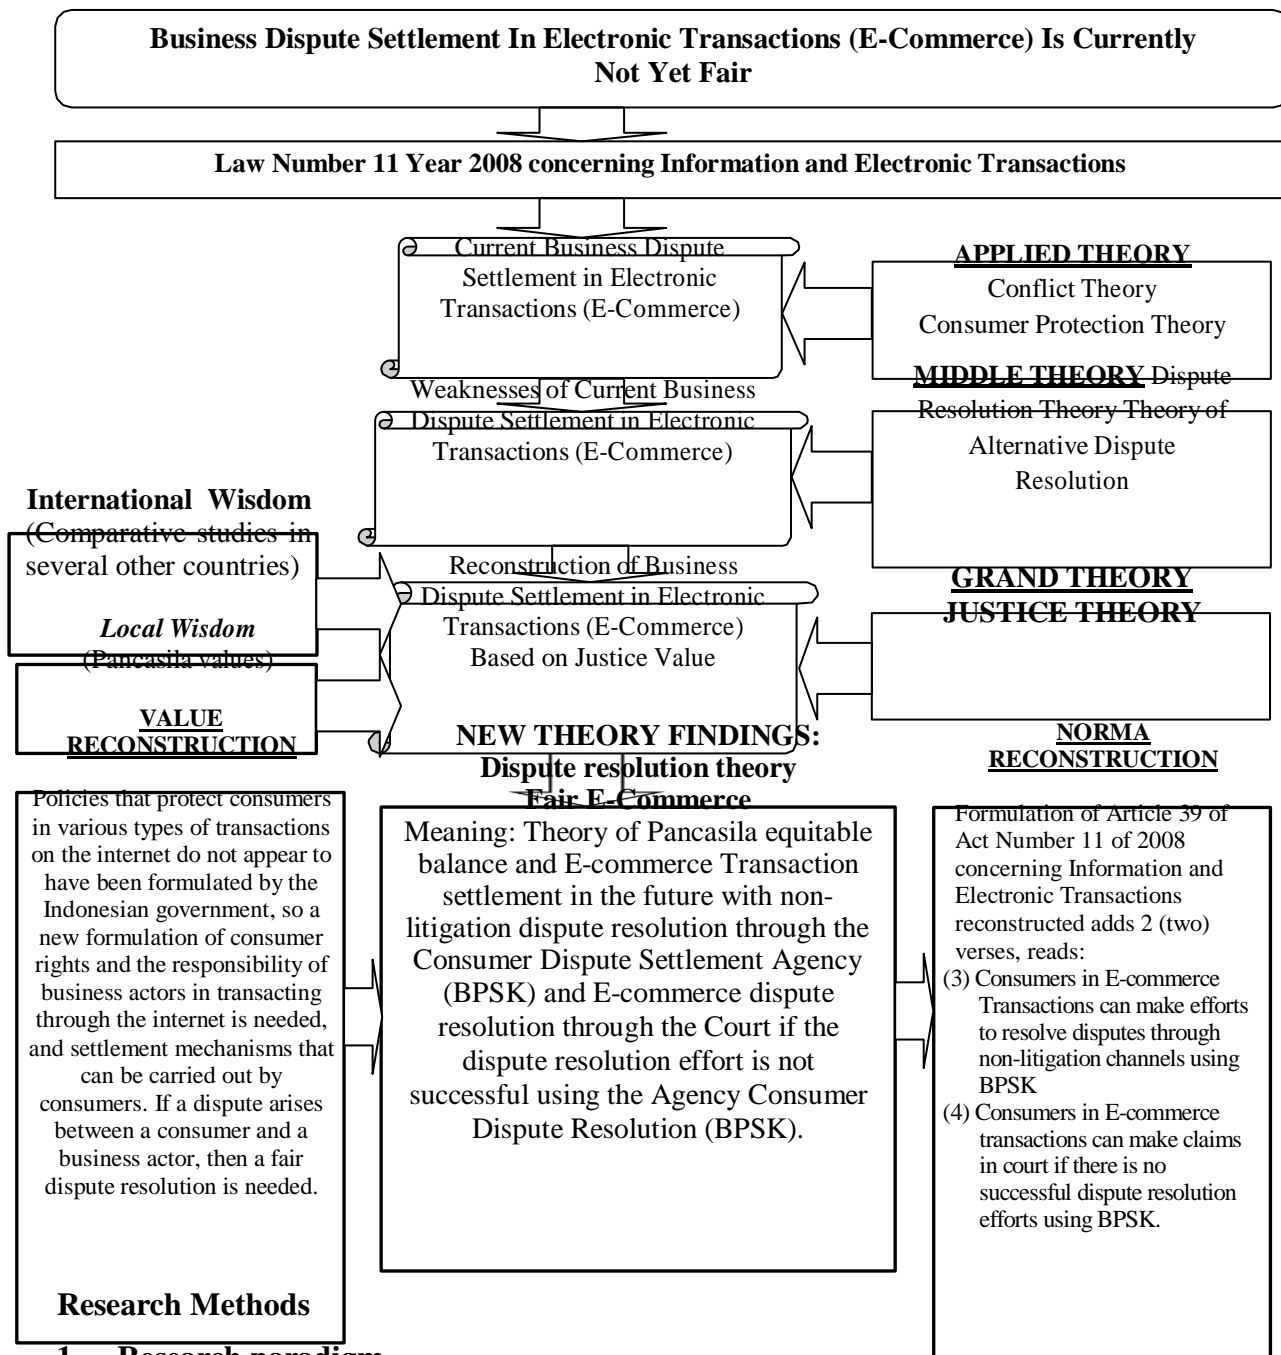 Business Dispute Settlement In Electronic Transactions (E-Commerce) Is Currently
Not Yet Fair
Law Number 11 Year 2008 concerning Information and Electronic Transactions
Current Business Dispute
Settlement in Electronic
Transactions (E-Commerce)
APPLIED THEORY
Conflict Theory
Consumer Protection Theory
Weaknesses of Current Business
Dispute Settlement in Electronic
Transactions (E-Commerce)
MIDDLE THEORY Dispute
Resolution Theory Theory of
Alternative Dispute
Resolution
International Wisdom
(Comparative studies in
several other countries)
Local Wisdom
(Pancasila values)
Reconstruction of Business
Dispute Settlement in Electronic
Transactions (E-Commerce)
Based on Justice Value
GRAND THEORY
JUSTICE THEORY
VALUE
RECONSTRUCTION
Policies that protect consumers
in various types of transactions
on the internet do not appear to
have been formulated by the
Indonesian government, so a
new formulation of consumer
rights and the responsibility of
business actors in transacting
through the internet is needed,
and settlement mechanisms that
can be carried out by
consumers. If a dispute arises
between a consumer and a
business actor, then a fair
dispute resolution is needed.
NEW THEORY FINDINGS:
Dispute resolution theory
Fair E-Commerce
Meaning: Theory of Pancasila equitable
balance and E-commerce Transaction
settlement in the future with non-
litigation dispute resolution through the
Consumer Dispute Settlement Agency
(BPSK) and E-commerce dispute
resolution through the Court if the
dispute resolution effort is not
successful using the Agency Consumer
Dispute Resolution (BPSK).
NORMA
RECONSTRUCTION
Formulation of Article 39 of
Act Number 11 of 2008
concerning Information and
Electronic Transactions
reconstructed adds 2 (two)
verses, reads:
(3) Consumers in E-commerce
Transactions can make efforts
to resolve disputes through
non-litigation channels using
BPSK
(4) Consumers in E-commerce
transactions can make claims
in court if there is no
successful dispute resolution
efforts using BPSK.
Research Methods
1. Research paradigm